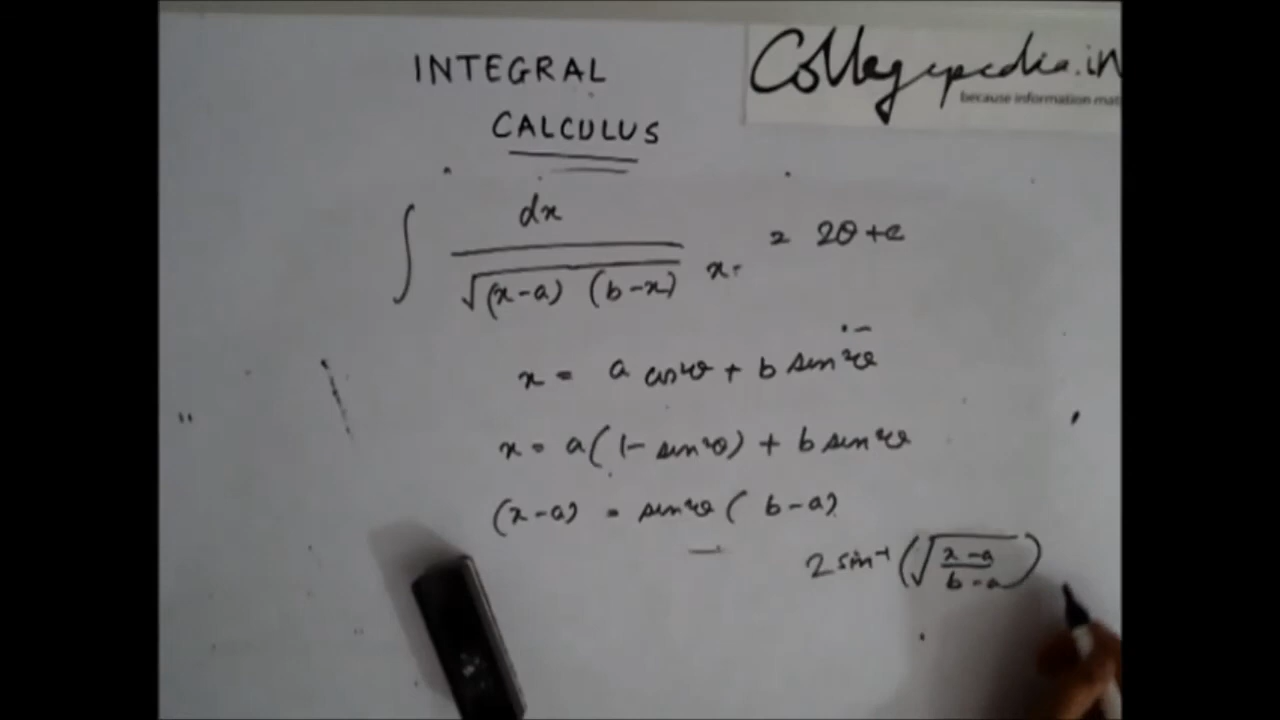 INTEGRAL
CALCULUS
Collegepedia.in
because information mat
∫ dx / √(x-a) (b-x) x = = 2θ+c
x = a cos²θ + b sin²θ
x = a(1- sin²θ) + b sin²θ
(x-a) = sin²θ ( b-a)
2 sin⁻¹ (√ x-a / b-a )